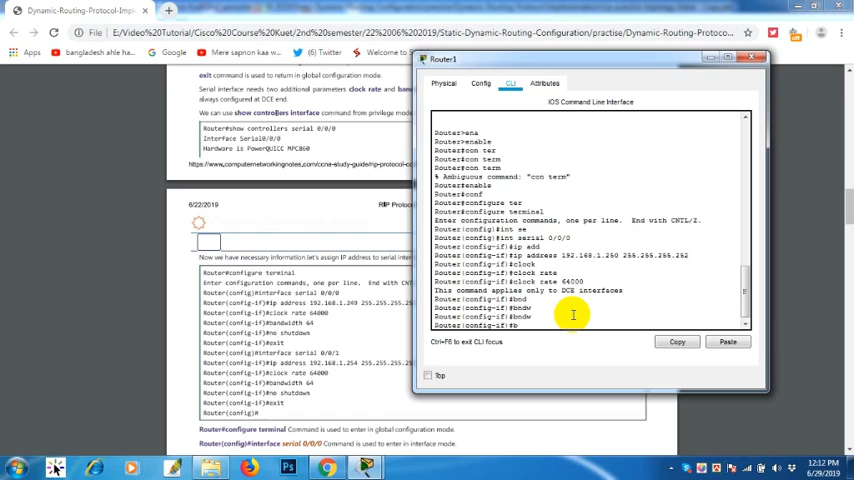 Dynamic-Routing-Protocol-Imple
E/Video%20Tutorial/Cisco%20Course%20Kuet/2nd%20semester/22%20006%202019/Static-Dynamic-Routing-Configuration/practise/Dynamic-Routing-Protoc...
Apps
bangladesh ahle ha...
Google
Mere sapnon kaa w...
(6) Twitter
Welcome to S
exit command is used to return in global configuration mode.
Serial interface needs two additional parameters clock rate and
always configured at DCE end.
We can use show controllers interface command from privilege mod
Router#show controllers serial 0/0/0
Interface Serial0/0/0
Hardware is PowerQUICC MPC860
https://www.computernetworkingnotes.com/ccna-study-guide/rip-protocol-c
6/22/2019
RIP Protoc
Now we have necessary information let's assign IP address to serial inter
Router#configure terminal
Enter configuration commands, one per line. End with CNTL/Z.
Router(config)#interface serial 0/0/0
Router(config-if)#ip address 192.168.1.249 255.255.255.
Router(config-if)#clock rate 64000
Router(config-if)#bandwidth 64
Router(config-if)#no shutdown
Router(config-if)#exit
Router(config)#interface serial 0/0/1
Router(config-if)#ip address 192.168.1.254 255.255.255.
Router(config-if)#clock rate 64000
Router(config-if)#bandwidth 64
Router(config-if)#no shutdown
Router(config-if)#exit
Router(config)#
Router#configure terminal Command is used to enter in global configuration mode.
Router(config)#interface serial 0/0/0 Command is used to enter in interface mode.
Router1
Physical
Config
CLI
Attributes
IOS Command Line Interface
Router>ena
Router>enable
Router#con ter
Router#con term
Router#con term
% Ambiguous command: "con term"
Router#enable
Router#conf
Router#configure ter
Router#configure terminal
Enter configuration commands, one per line. End with CNTL/Z.
Router(config)#int se
Router(config)#int serial 0/0/0
Router(config-if)#ip add
Router(config-if)#ip address 192.168.1.250 255.255.255.252
Router(config-if)#clock
Router(config-if)#clock rate
Router(config-if)#clock rate 64000
This command applies only to DCE interfaces
Router(config-if)#bnd
Router(config-if)#bndw
Router(config-if)#bndw
Router(config-if)#b
Ctrl+F6 to exit CLI focus
Copy
Paste
Top
12:12 PM
6/29/2019